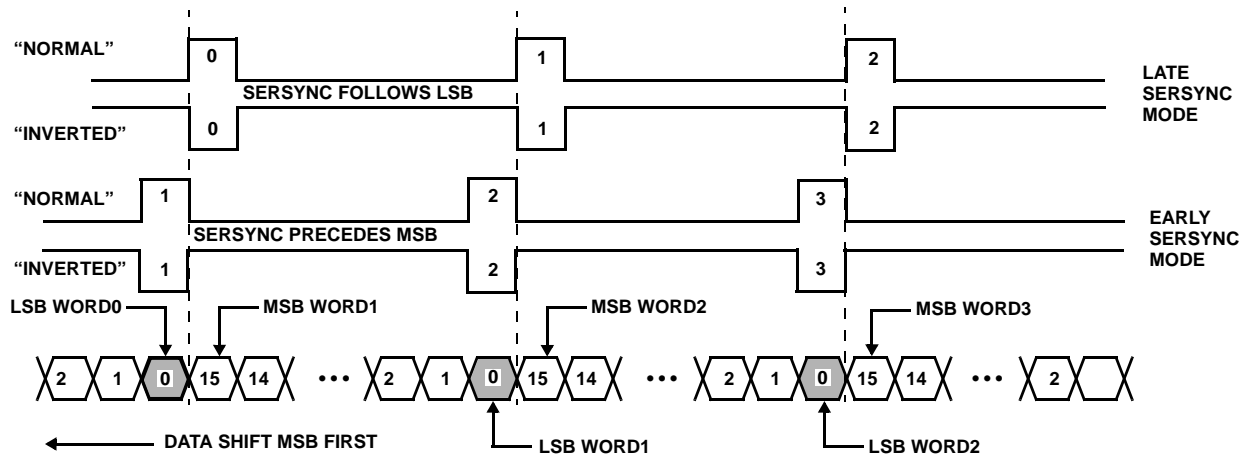 “NORMAL” 0 1 2
SERSYNC FOLLOWS LSB
LATE
SERSYNC
MODE
“INVERTED” 0 1 2
“NORMAL” 1 2 3
SERSYNC PRECEDES MSB
EARLY
SERSYNC
MODE
“INVERTED” 1 2 3
LSB WORD0 MSB WORD1 MSB WORD2 MSB WORD3
2 1 0 15 14 ••• 2 1 0 15 14 ••• 2 1 0 15 14 ••• 2
DATA SHIFT MSB FIRST LSB WORD1 LSB WORD2